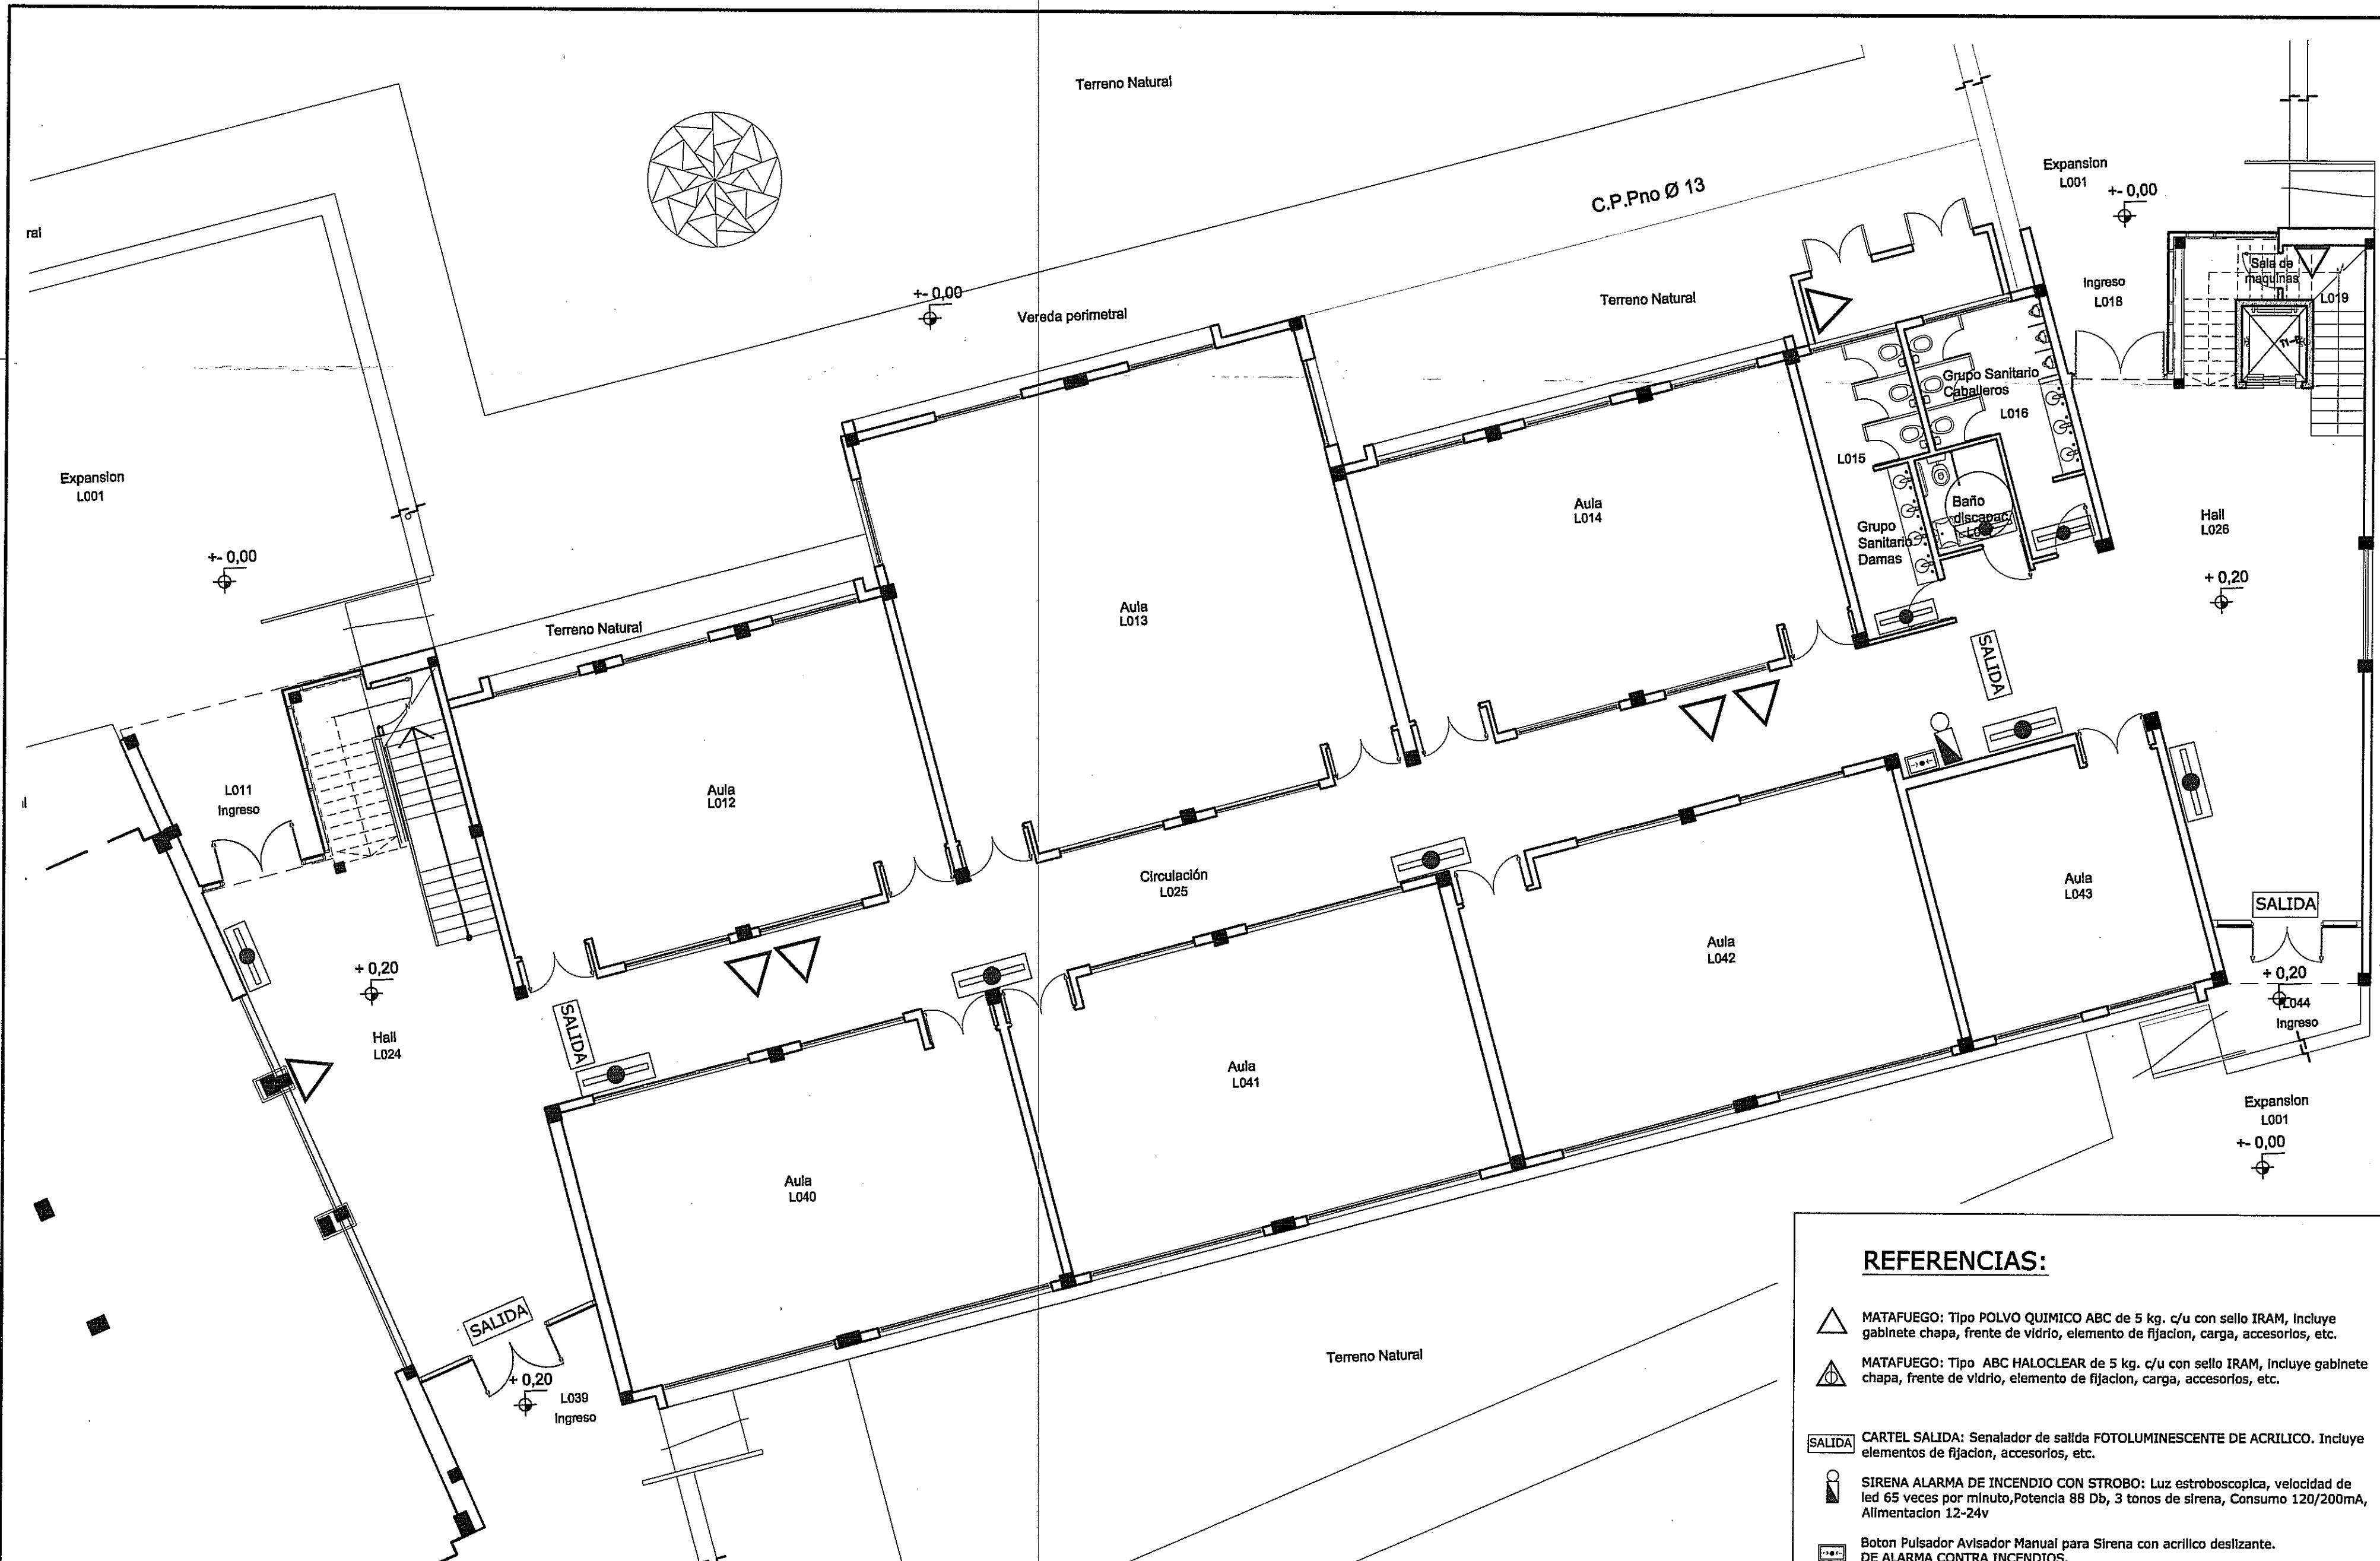 Terreno Natural
C.P.Pno Ø 13
Expansion
L001
+- 0,00
ral
Sala de
maquinas
L019
Ingreso
L018
+- 0,00
Vereda perimetral
Terreno Natural
Grupo Sanitario
Caballeros
L016
L015
Expansion
L001
+- 0,00
Aula
L014
Baño
discapac.
Grupo
Sanitario
Damas
Hall
L026
+ 0,20
Aula
L013
Terreno Natural
SALIDA
L011
Ingreso
Aula
L012
Circulación
L025
Aula
L043
SALIDA
Aula
L042
+ 0,20
L044
Ingreso
+ 0,20
Hall
L024
SALIDA
Aula
L041
Expansion
L001
+- 0,00
Aula
L040
SALIDA
+ 0,20
L039
Ingreso
Terreno Natural
REFERENCIAS:
MATAFUEGO: Tipo POLVO QUIMICO ABC de 5 kg. c/u con sello IRAM, incluye
gabinete chapa, frente de vidrio, elemento de fijacion, carga, accesorios, etc.
MATAFUEGO: Tipo ABC HALOCLEAR de 5 kg. c/u con sello IRAM, incluye gabinete
chapa, frente de vidrio, elemento de fijacion, carga, accesorios, etc.
SALIDA CARTEL SALIDA: Senalador de salida FOTOLUMINESCENTE DE ACRILICO. Incluye
elementos de fijacion, accesorios, etc.
SIRENA ALARMA DE INCENDIO CON STROBO: Luz estroboscopica, velocidad de
led 65 veces por minuto,Potencia 88 Db, 3 tonos de sirena, Consumo 120/200mA,
Alimentacion 12-24v
Boton Pulsador Avisador Manual para Sirena con acrilico deslizante.
DE ALARMA CONTRA INCENDIOS.